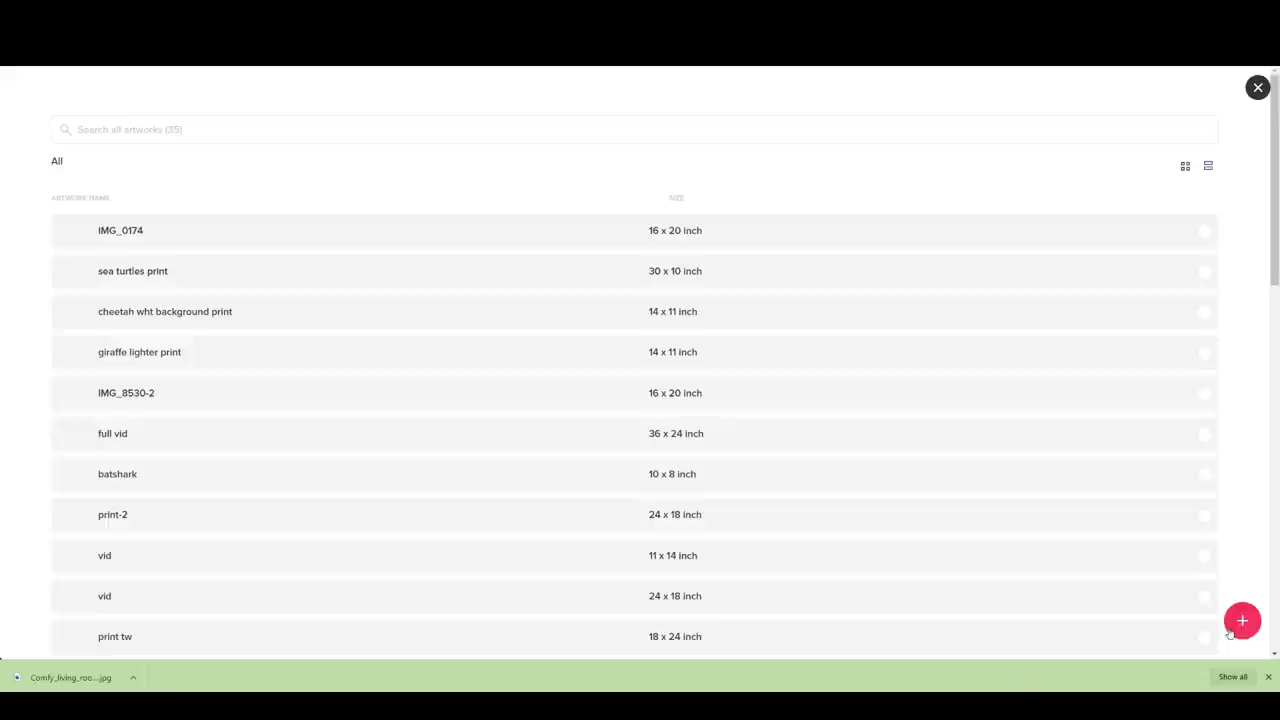 Search all artworks (35)
All
ARTWORK NAME SIZE
IMG_0174 16 x 20 inch
sea turtles print 30 x 10 inch
cheetah wht background print 14 x 11 inch
giraffe lighter print 14 x 11 inch
IMG_8530-2 16 x 20 inch
full vid 36 x 24 inch
batshark 10 x 8 inch
print-2 24 x 18 inch
vid 11 x 14 inch
vid 24 x 18 inch
print tw 18 x 24 inch
Comfy_living_roo....jpg Show all